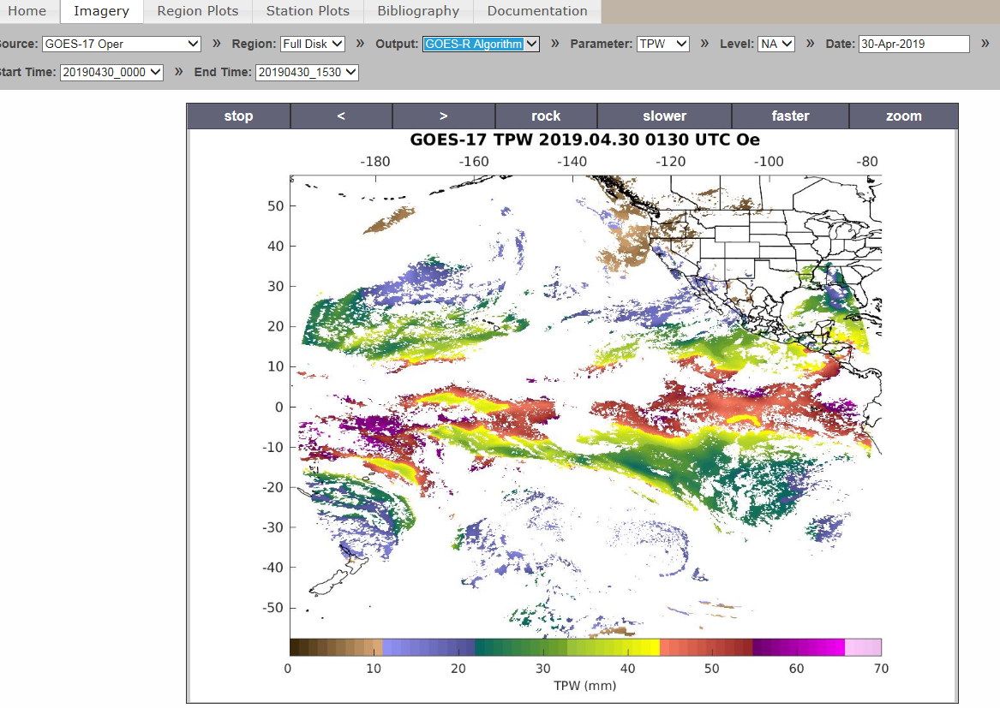 Home Imagery Region Plots Station Plots Bibliography Documentation
ource: GOES-17 Oper » Region: Full Disk » Output: GOES-R Algorithm » Parameter: TPW » Level: NA » Date: 30-Apr-2019 »
tart Time: 20190430_0000 » End Time: 20190430_1530
stop < > rock slower faster zoom
GOES-17 TPW 2019.04.30 0130 UTC Oe
-180 -160 -140 -120 -100 -80
50
40
30
20
10
0
-10
-20
-30
-40
-50
0 10 20 30 40 50 60 70
TPW (mm)